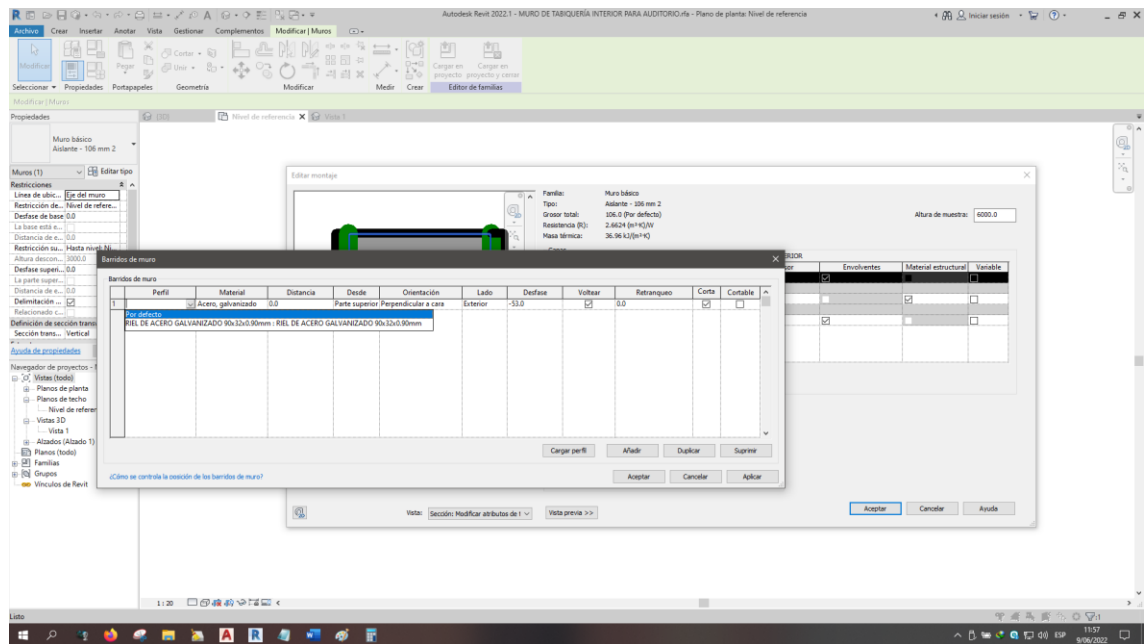 Autodesk Revit 2022.1 - MURO DE TABIQUERÍA INTERIOR PARA AUDITORIO.rfa - Plano de planta: Nivel de referencia
Iniciar sesión
Archivo Crear Insertar Anotar Vista Gestionar Complementos Modificar | Muros
Modificar
Pegar
Cortar
Unir
Cargar en proyecto
Cargar en proyecto y cerrar
Seleccionar Propiedades Portapapeles Geometría Modificar Medir Crear Editor de familias
Modificar | Muros
Propiedades
(3D)
Nivel de referencia
Vista 1
Muro básico
Aislante - 106 mm 2
Muros (1)
Editar tipo
Restricciones
Línea de ubic... Eje del muro
Restricción de... Nivel de refere...
Desfase de base 0.0
La base está e...
Distancia de e... 0.0
Restricción su... Hasta nivel: Ni...
Altura descon... 3000.0
Desfase superi... 0.0
La parte super...
Distancia de e... 0.0
Delimitación ...
Relacionado c...
Definición de sección trans
Sección trans... Vertical
Ayuda de propiedades
Navegador de proyectos -
Vistas (todo)
Planos de planta
Planos de techo
Nivel de referen
Vistas 3D
Vista 1
Alzados (Alzado 1)
Planos (todo)
Familias
Grupos
Vínculos de Revit
Editar montaje
Familia: Muro básico
Tipo: Aislante - 106 mm 2
Grosor total: 106.0 (Por defecto)
Resistencia (R): 2.6624 (m²·K)/W
Masa térmica: 36.96 kJ/(m²·K)
Altura de muestra: 6000.0
Envolventes Material estructural Variable
Barridos de muro
Barridos de muro
Perfil Material Distancia Desde Orientación Lado Desfase Voltear Retranqueo Corta Cortable
1 Acero, galvanizado 0.0 Parte superior Perpendicular a cara Exterior -53.0 0.0
Por defecto
RIEL DE ACERO GALVANIZADO 90x32x0.90mm : RIEL DE ACERO GALVANIZADO 90x32x0.90mm
Cargar perfil Añadir Duplicar Suprimir
¿Cómo se controla la posición de los barridos de muro?
Aceptar Cancelar Aplicar
Vista: Sección: Modificar atributos de t
Vista previa >>
Aceptar Cancelar Ayuda
1 : 20
Listo
:1
ESP
11:57
9/06/2022